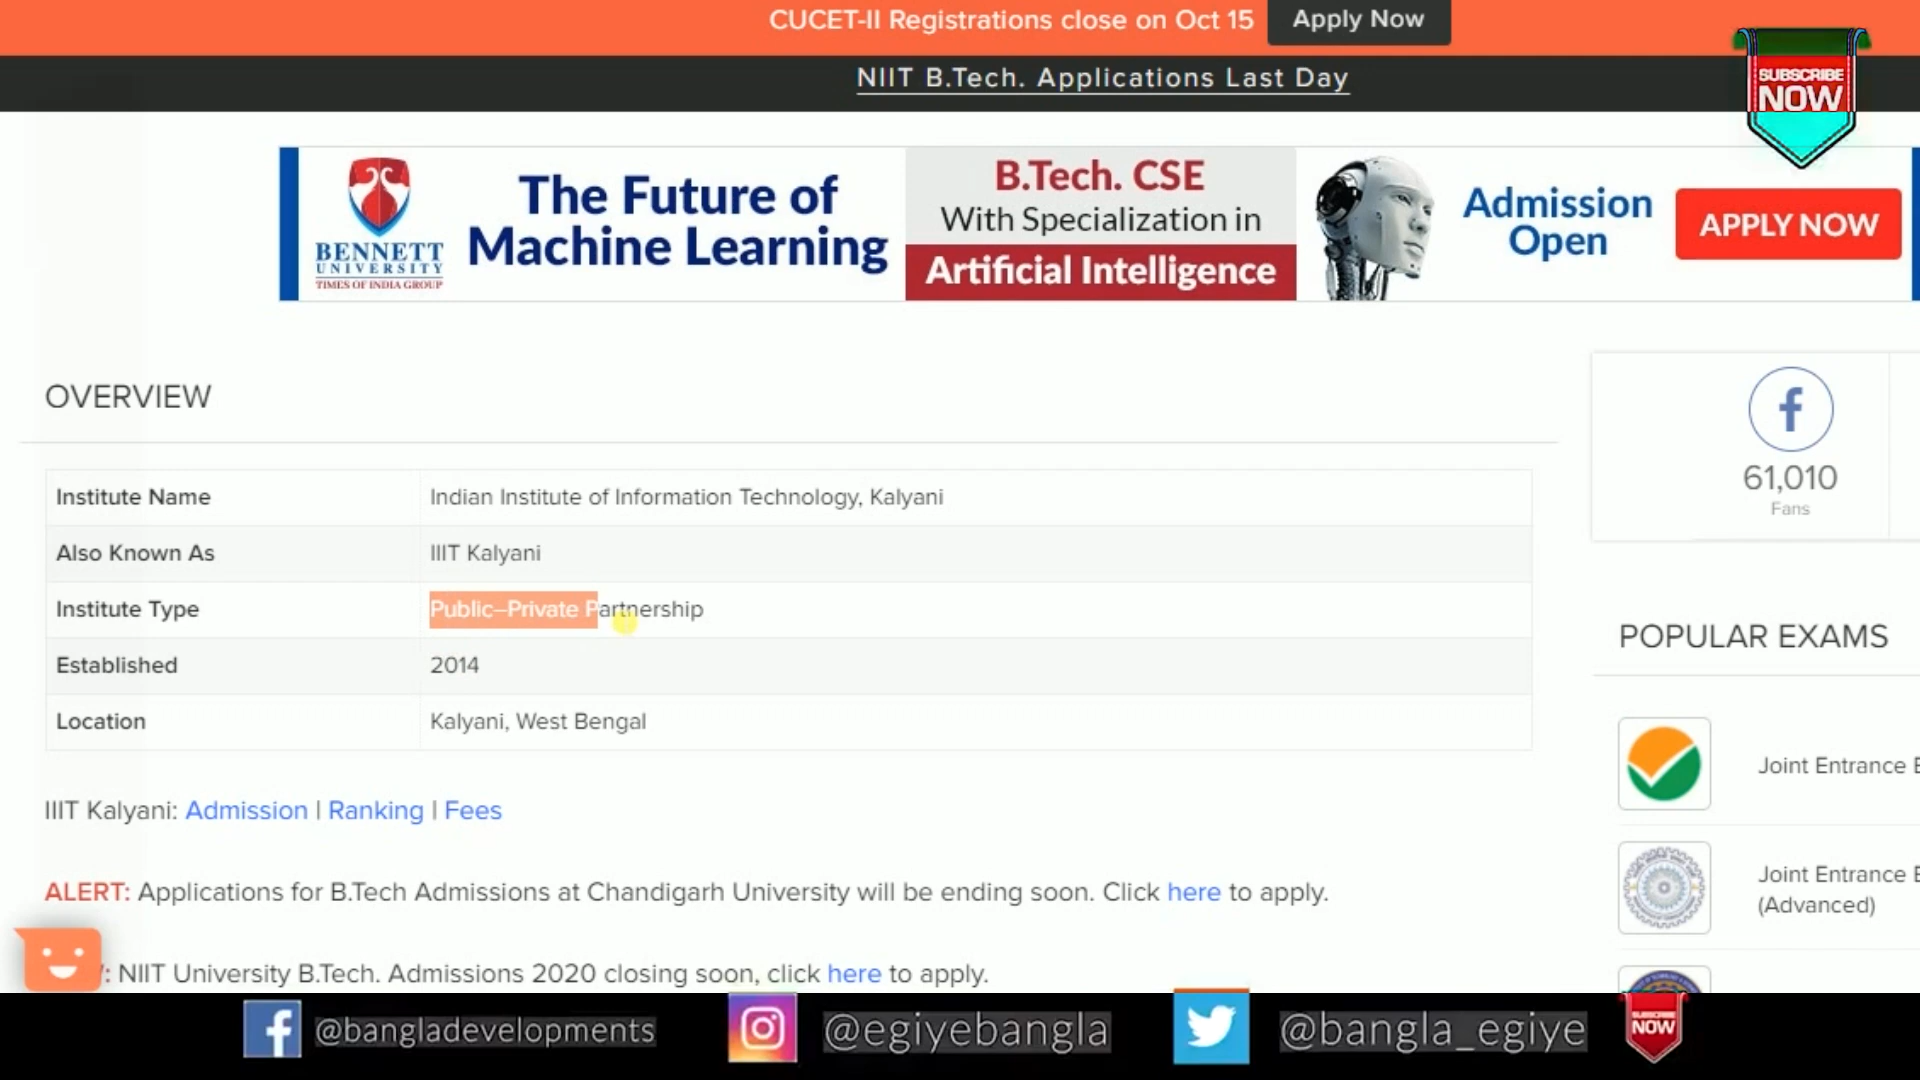 CUCET-II Registrations close on Oct 15
Apply Now
NIIT B.Tech. Applications Last Day
SUBSCRIBE
NOW
BENNETT
UNIVERSITY
TIMES OF INDIA GROUP
The Future of
Machine Learning
B.Tech. CSE
With Specialization in
Artificial Intelligence
Admission
Open
APPLY NOW
OVERVIEW
Institute Name
Indian Institute of Information Technology, Kalyani
Also Known As
IIIT Kalyani
Institute Type
Public–Private Partnership
Established
2014
Location
Kalyani, West Bengal
IIIT Kalyani: Admission | Ranking | Fees
ALERT: Applications for B.Tech Admissions at Chandigarh University will be ending soon. Click here to apply.
: NIIT University B.Tech. Admissions 2020 closing soon, click here to apply.
61,010
Fans
POPULAR EXAMS
Joint Entrance E
Joint Entrance E
(Advanced)
@bangladevelopments
@egiyebangla
@bangla_egiye
SUBSCRIBE
NOW